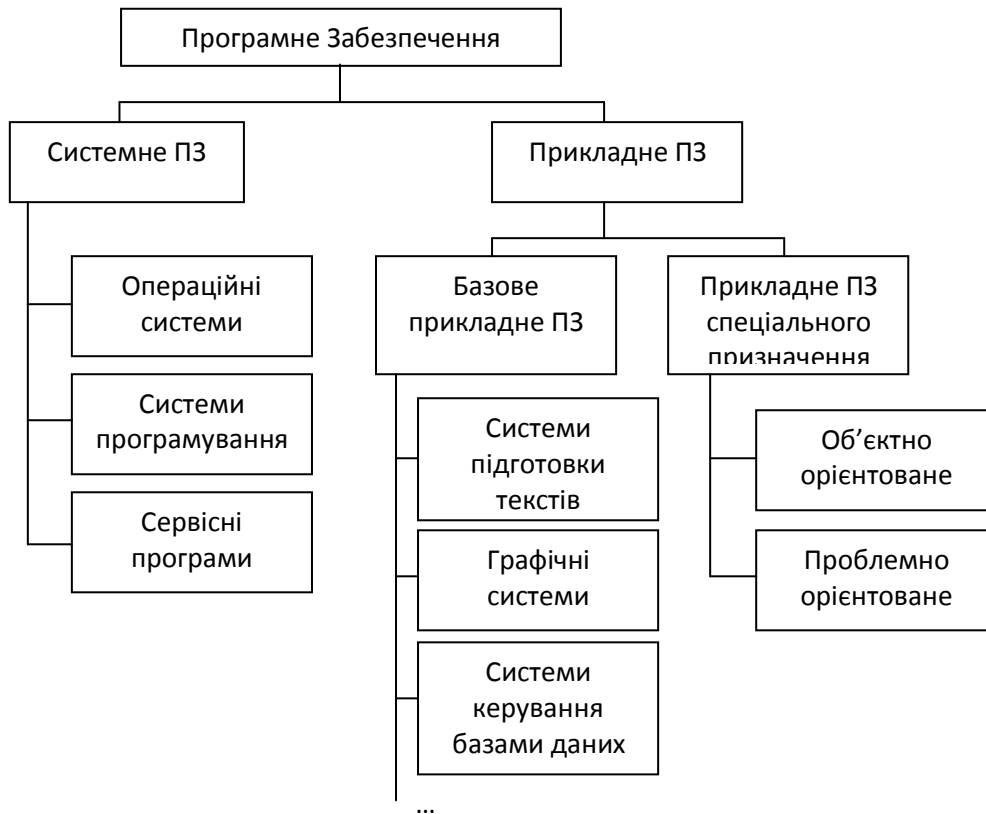 Програмне Забезпечення
Системне ПЗ
Прикладне ПЗ
Операційні
системи
Системи
програмування
Сервісні
програми
Базове
прикладне ПЗ
Системи
підготовки
текстів
Графічні
системи
Системи
керування
базами даних
...
Прикладне ПЗ
спеціального
призначення
Об’єктно
орієнтоване
Проблемно
орієнтоване